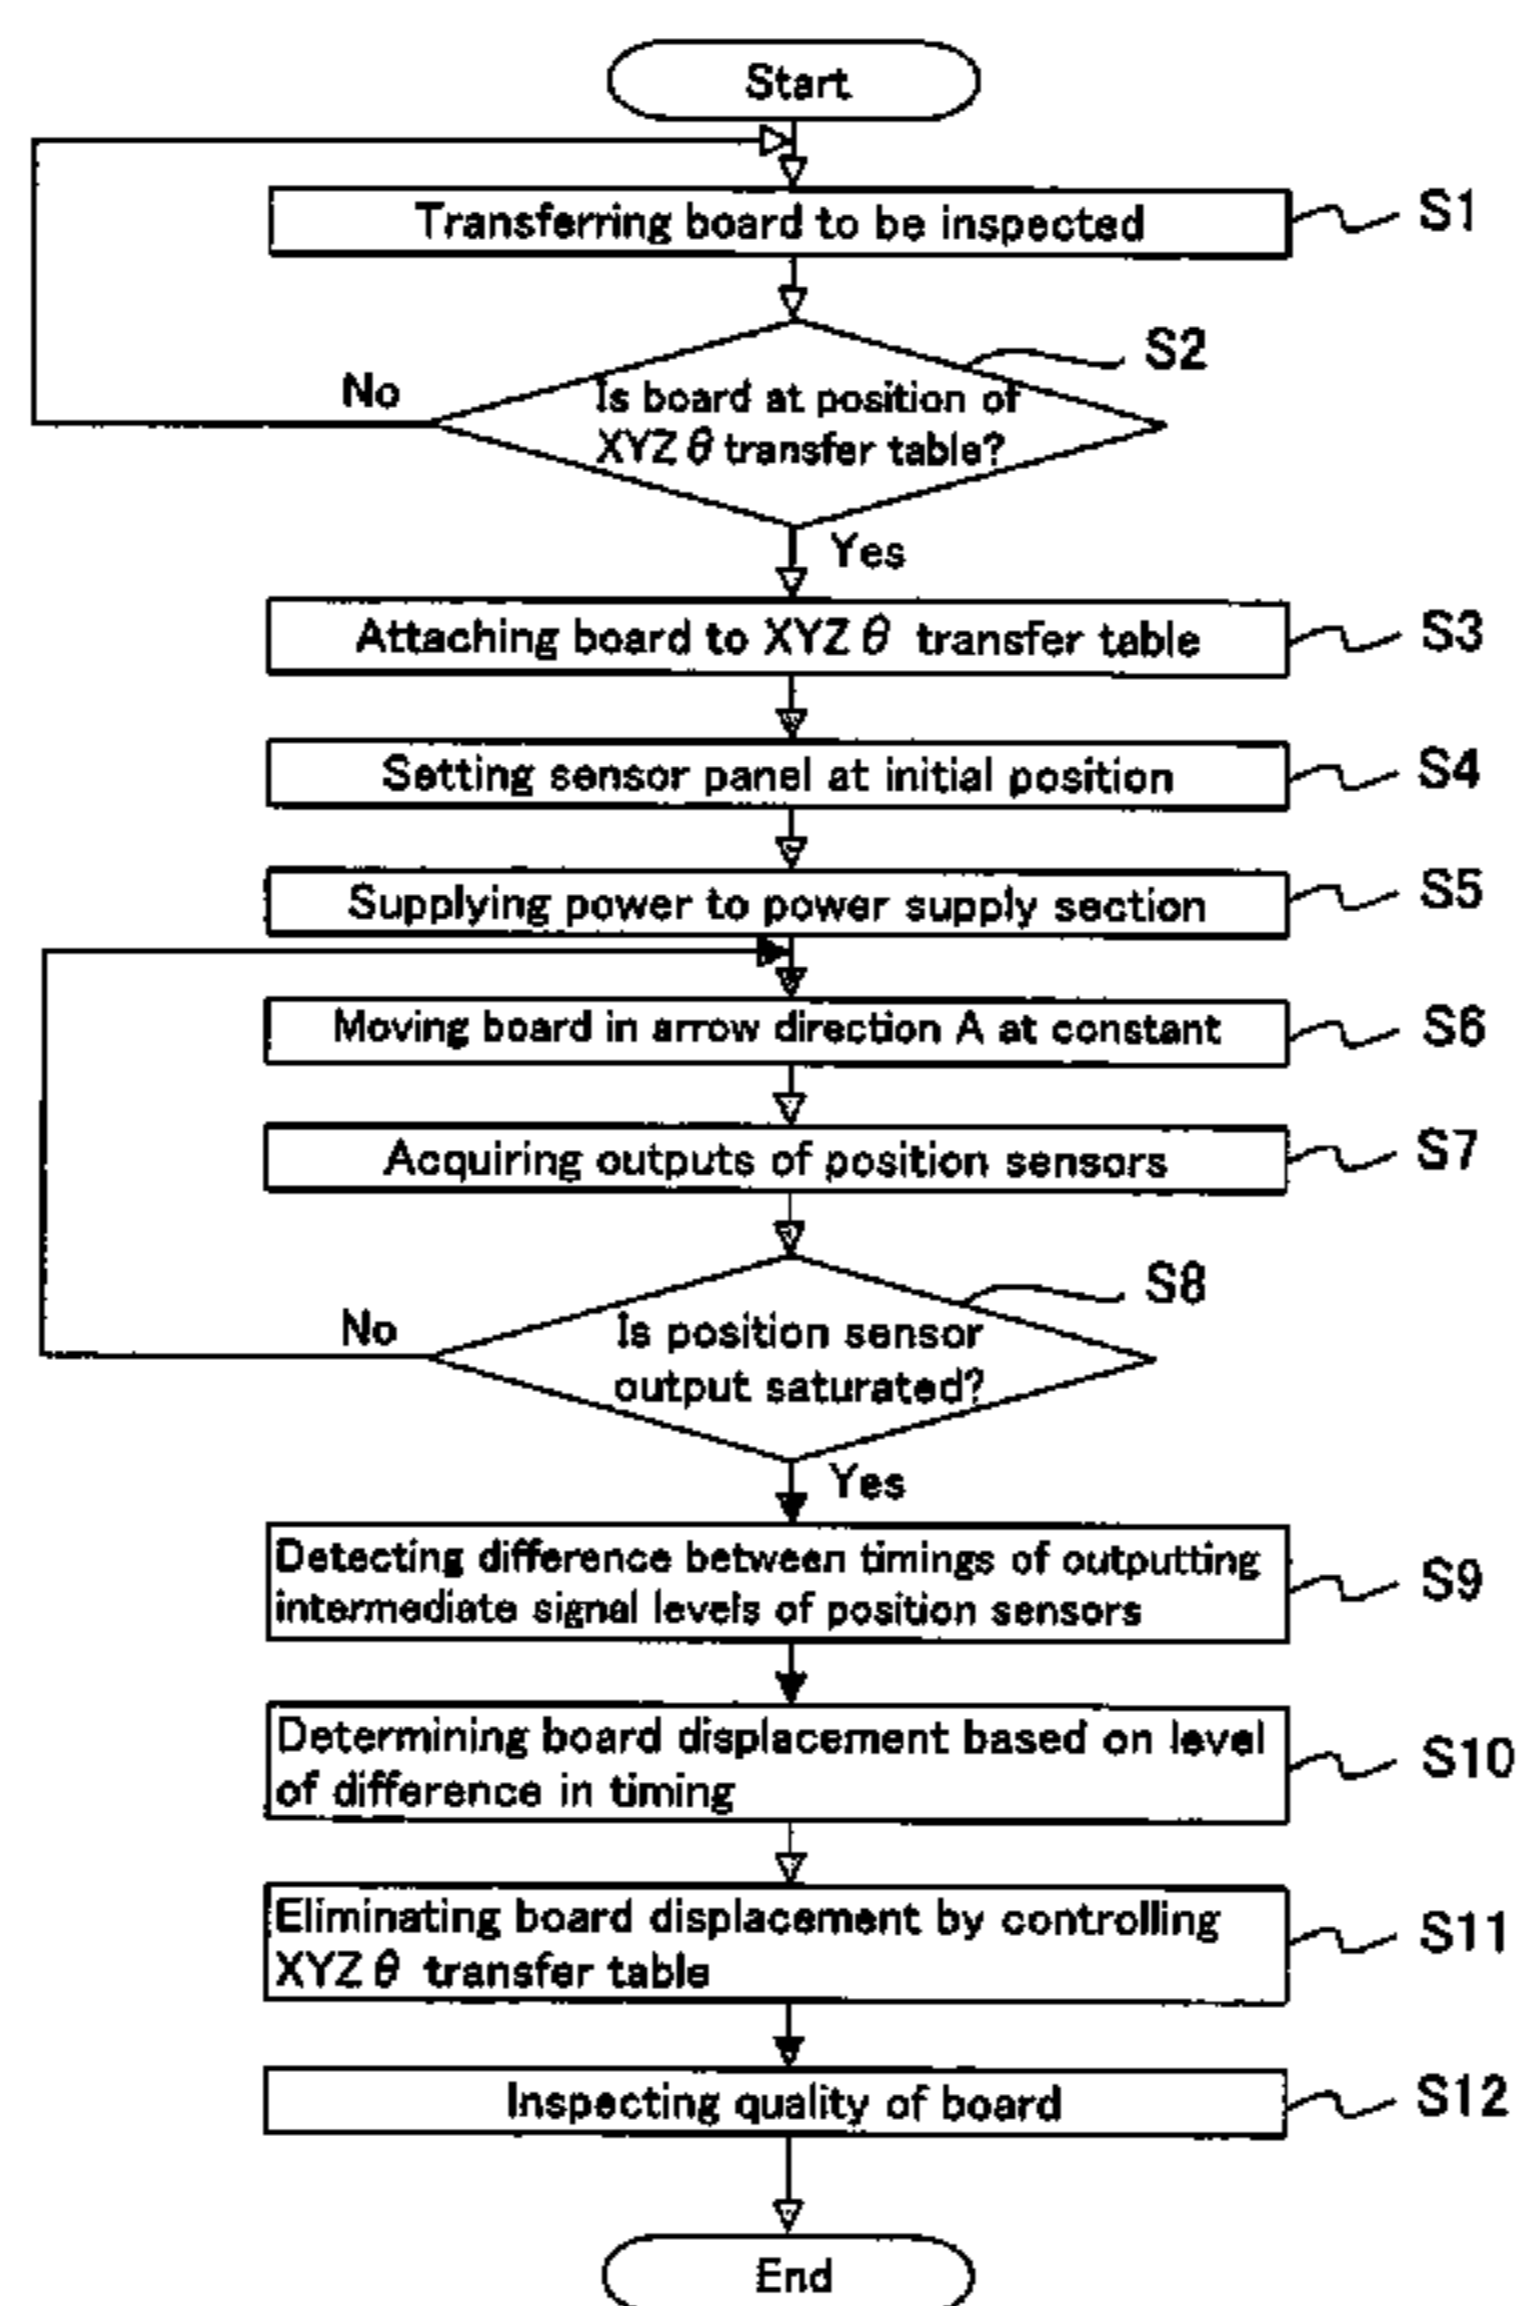 Start
Transferring board to be inspected
S1
S2
No
Is board at position of
XYZ θ transfer table?
Yes
Attaching board to XYZ θ transfer table
S3
Setting sensor panel at initial position
S4
Supplying power to power supply section
S5
Moving board in arrow direction A at constant
S6
Acquiring outputs of position sensors
S7
S8
No
Is position sensor
output saturated?
Yes
Detecting difference between timings of outputting
intermediate signal levels of position sensors
S9
Determining board displacement based on level
of difference in timing
S10
Eliminating board displacement by controlling
XYZ θ transfer table
S11
Inspecting quality of board
S12
End